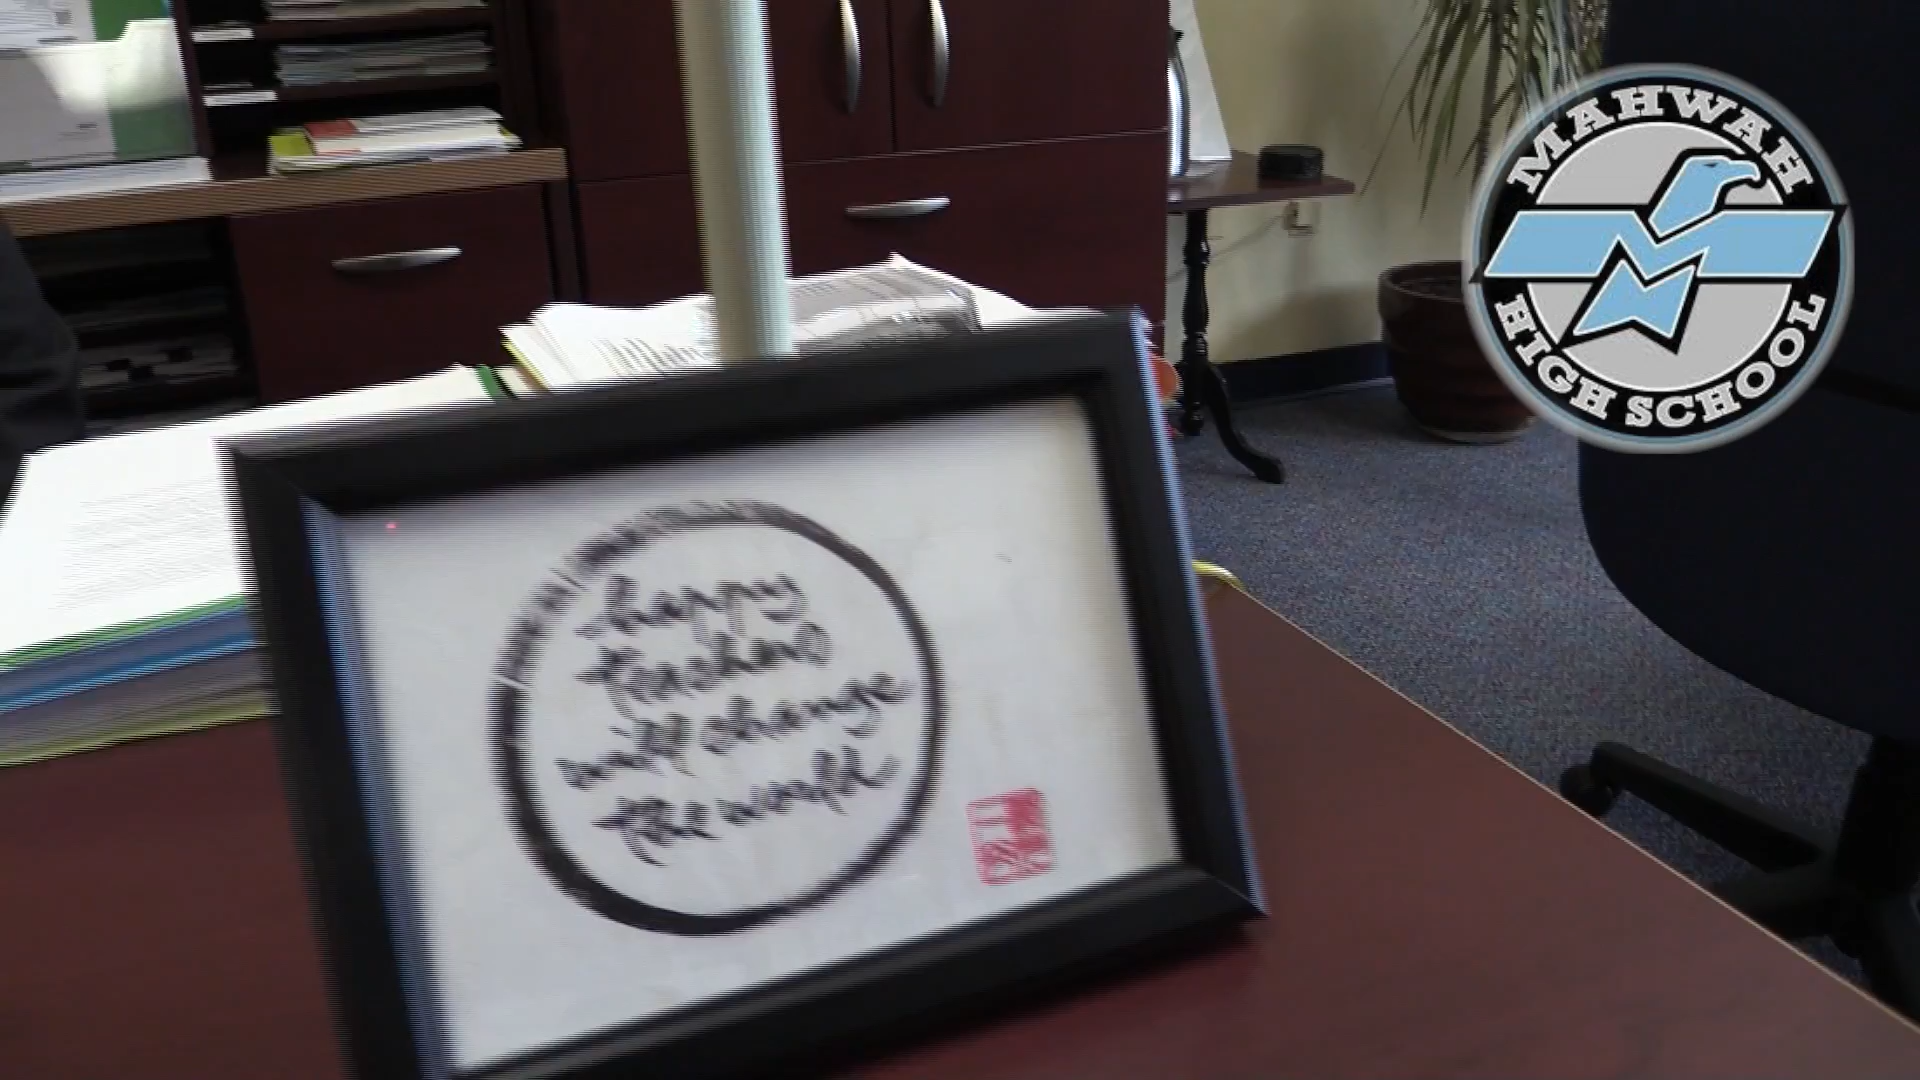 MAHWAH
HIGH SCHOOL
happy
teachers
will change
the world